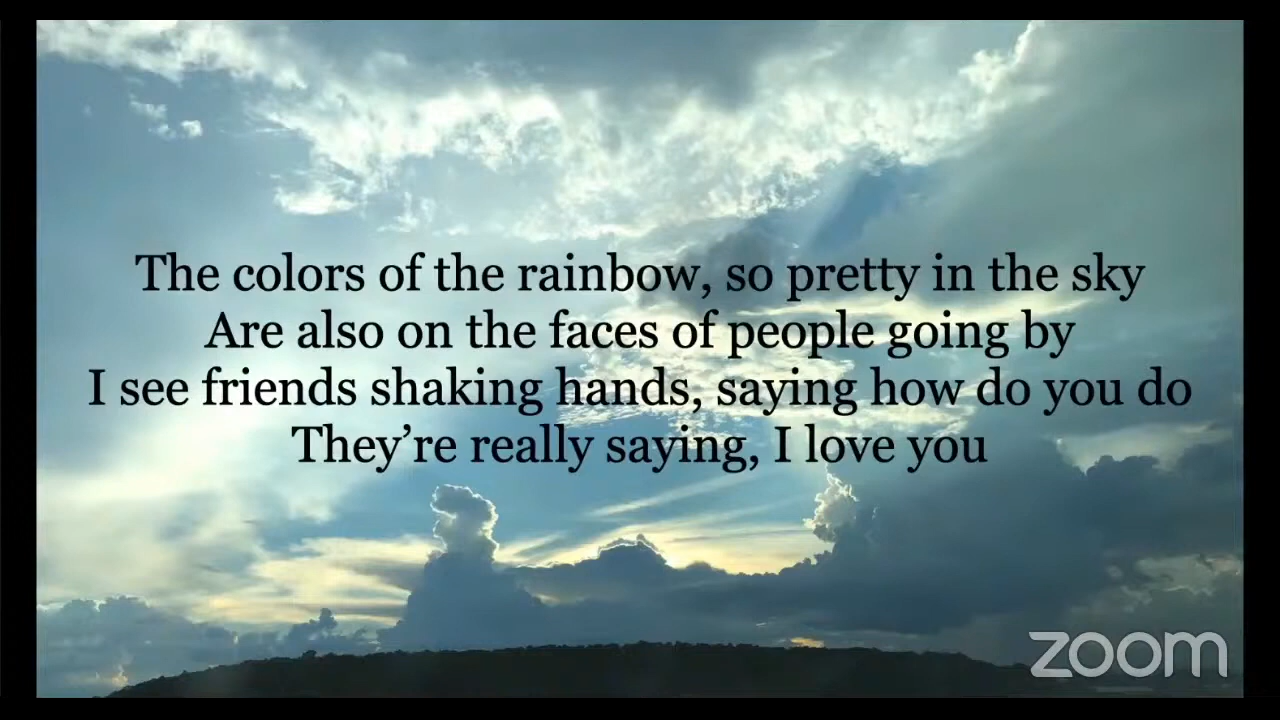 The colors of the rainbow, so pretty in the sky
Are also on the faces of people going by
I see friends shaking hands, saying how do you do
They’re really saying, I love you
zoom